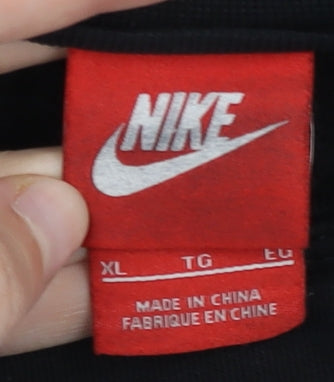 NIKE
XL TG EG
MADE IN CHINA
FABRIQUE EN CHINE